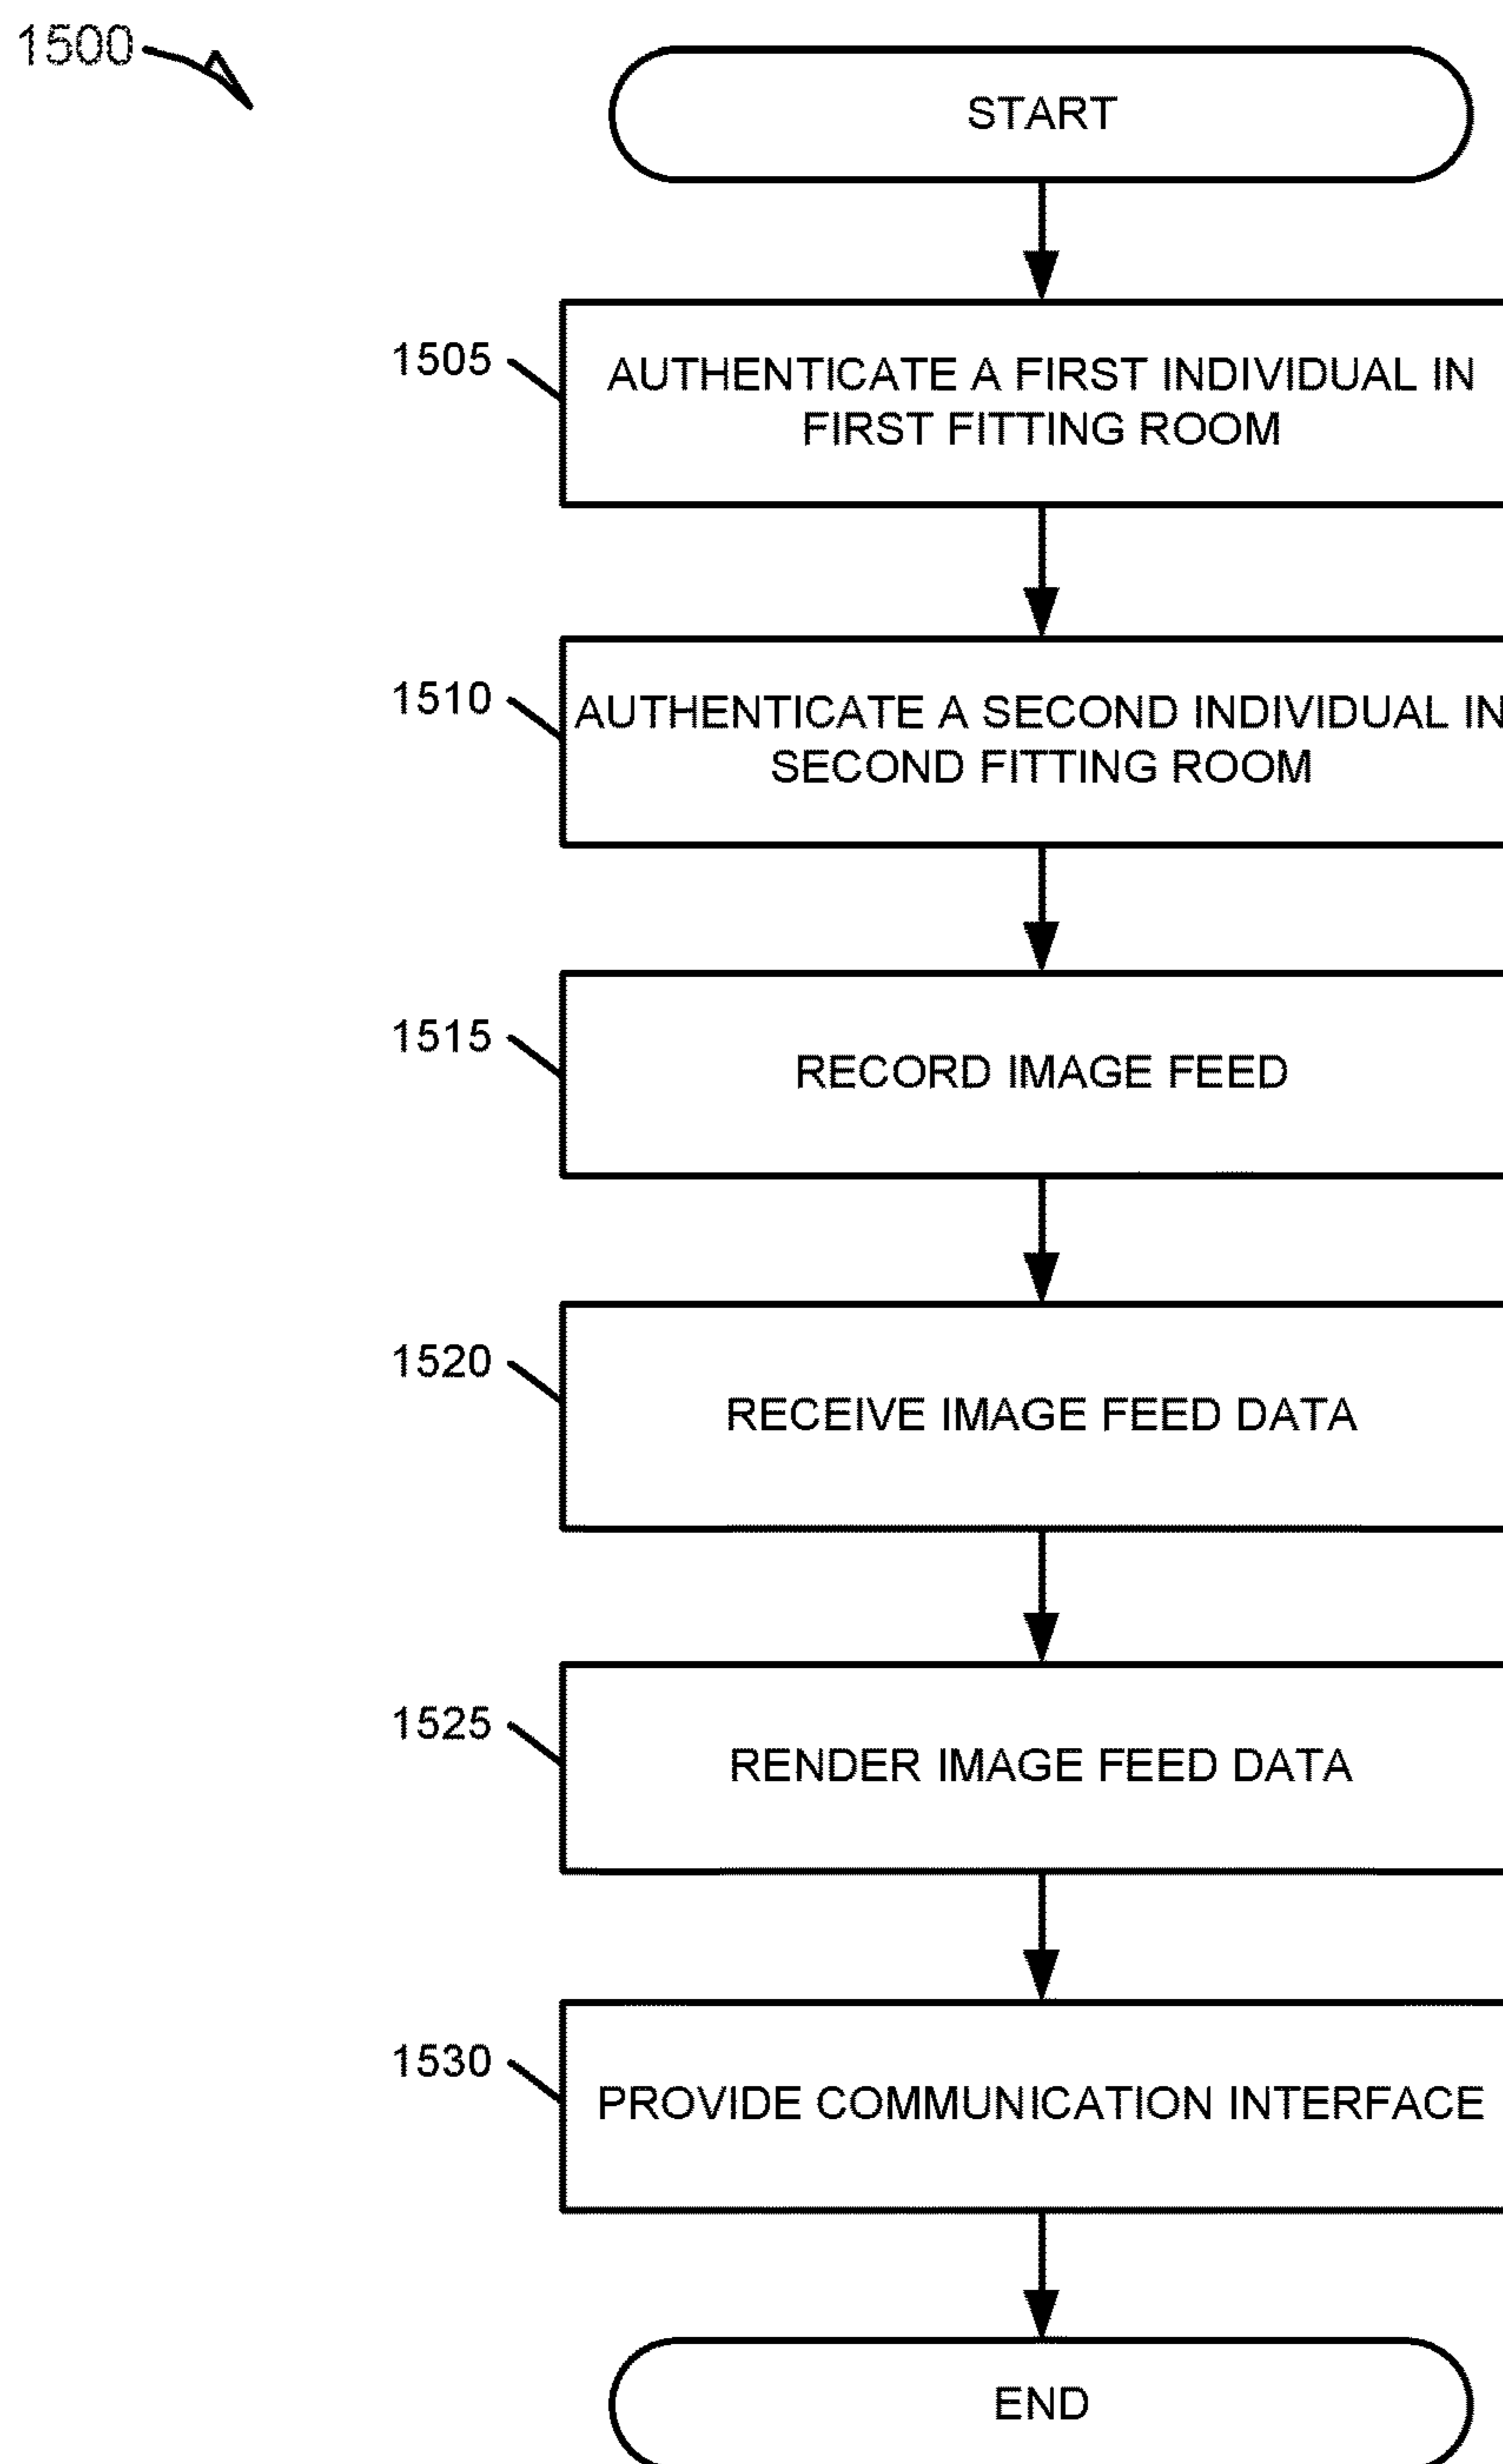 1500
START
1505
AUTHENTICATE A FIRST INDIVIDUAL IN
FIRST FITTING ROOM
1510
AUTHENTICATE A SECOND INDIVIDUAL IN
SECOND FITTING ROOM
1515
RECORD IMAGE FEED
1520
RECEIVE IMAGE FEED DATA
1525
RENDER IMAGE FEED DATA
1530
PROVIDE COMMUNICATION INTERFACE
END